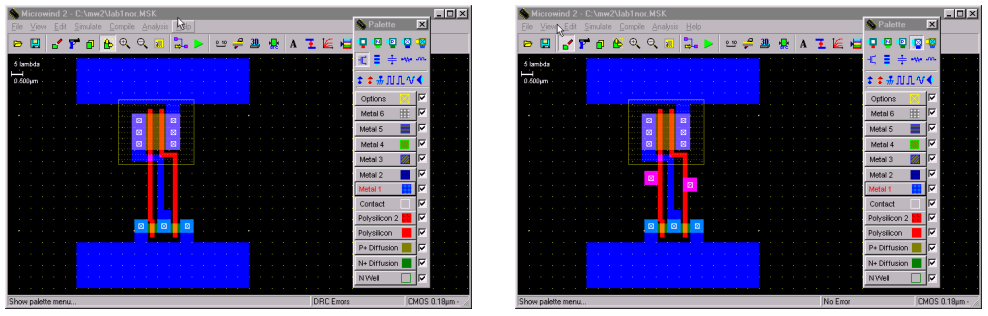 Microwind 2 - C:\mw2\lab1nor.MSK
File View Edit Simulate Compile Analysis Help
Palette
5 lambda
0.600µm
Options
Metal 6
Metal 5
Metal 4
Metal 3
Metal 2
Metal 1
Contact
Polysilicon 2
Polysilicon
P+ Diffusion
N+ Diffusion
N Well
Show palette menu...
DRC Errors
CMOS 0.18µm -
Microwind 2 - C:\mw2\lab1nor.MSK
File View Edit Simulate Compile Analysis Help
Palette
5 lambda
0.600µm
Options
Metal 6
Metal 5
Metal 4
Metal 3
Metal 2
Metal 1
Contact
Polysilicon 2
Polysilicon
P+ Diffusion
N+ Diffusion
N Well
Show palette menu...
No Error
CMOS 0.18µm -